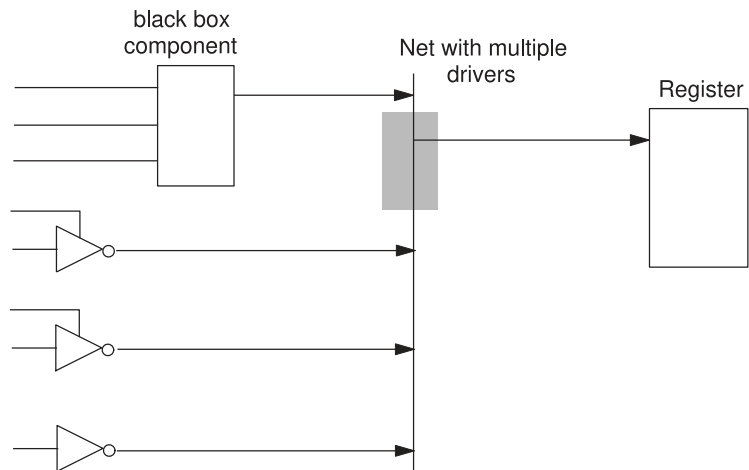 black box
component
Net with multiple
drivers
Register